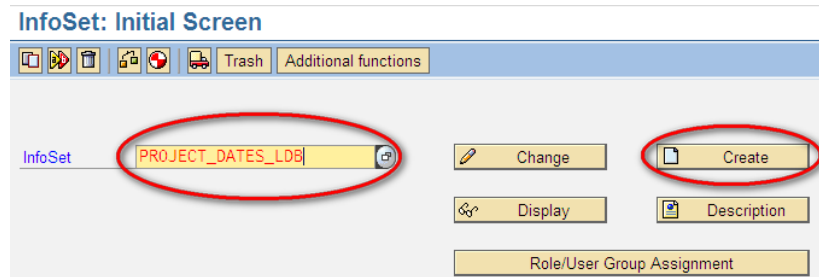 InfoSet: Initial Screen
Trash Additional functions
InfoSet PROJECT_DATES_LDB Change Create
Display Description
Role/User Group Assignment